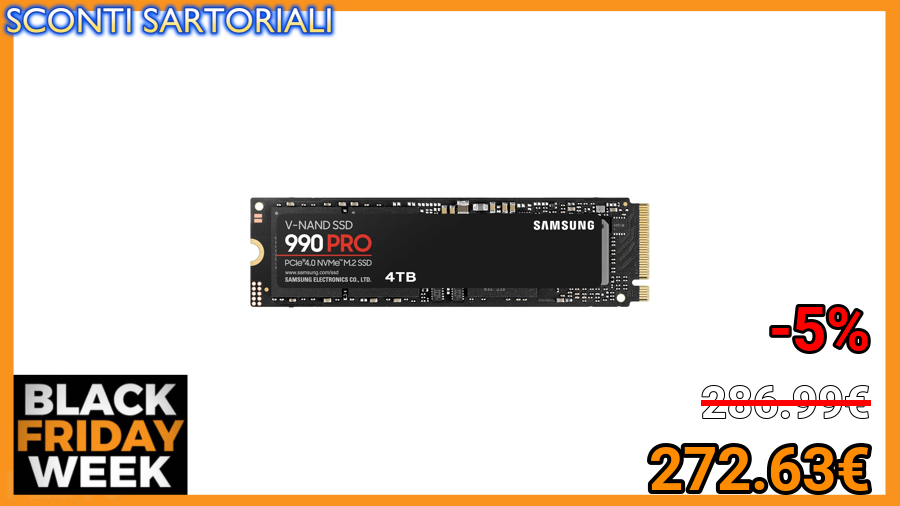 SCONTI SARTORIALI
V-NAND SSD
990 PRO
PCIe®4.0 NVMe™ M.2 SSD
www.samsung.com/ssd
SAMSUNG ELECTRONICS CO., LTD.
4TB
SAMSUNG
-5%
286.99€
272.63€
BLACK
FRIDAY
WEEK